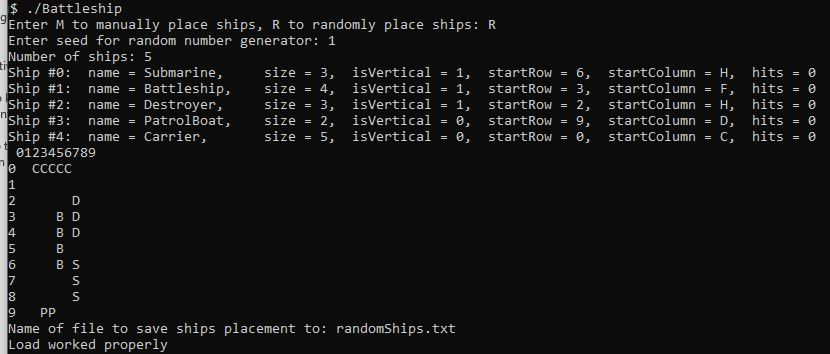 $ ./Battleship
Enter M to manually place ships, R to randomly place ships: R
Enter seed for random number generator: 1
Number of ships: 5
Ship #0:  name = Submarine,     size = 3,  isVertical = 1,  startRow = 6,  startColumn = H,  hits = 0
Ship #1:  name = Battleship,    size = 4,  isVertical = 1,  startRow = 3,  startColumn = F,  hits = 0
Ship #2:  name = Destroyer,     size = 3,  isVertical = 1,  startRow = 2,  startColumn = H,  hits = 0
Ship #3:  name = PatrolBoat,    size = 2,  isVertical = 0,  startRow = 9,  startColumn = D,  hits = 0
Ship #4:  name = Carrier,       size = 5,  isVertical = 0,  startRow = 0,  startColumn = C,  hits = 0
 0123456789
0  CCCCC
1
2       D
3     B D
4     B D
5     B
6     B S
7       S
8       S
9   PP
Name of file to save ships placement to: randomShips.txt
Load worked properly